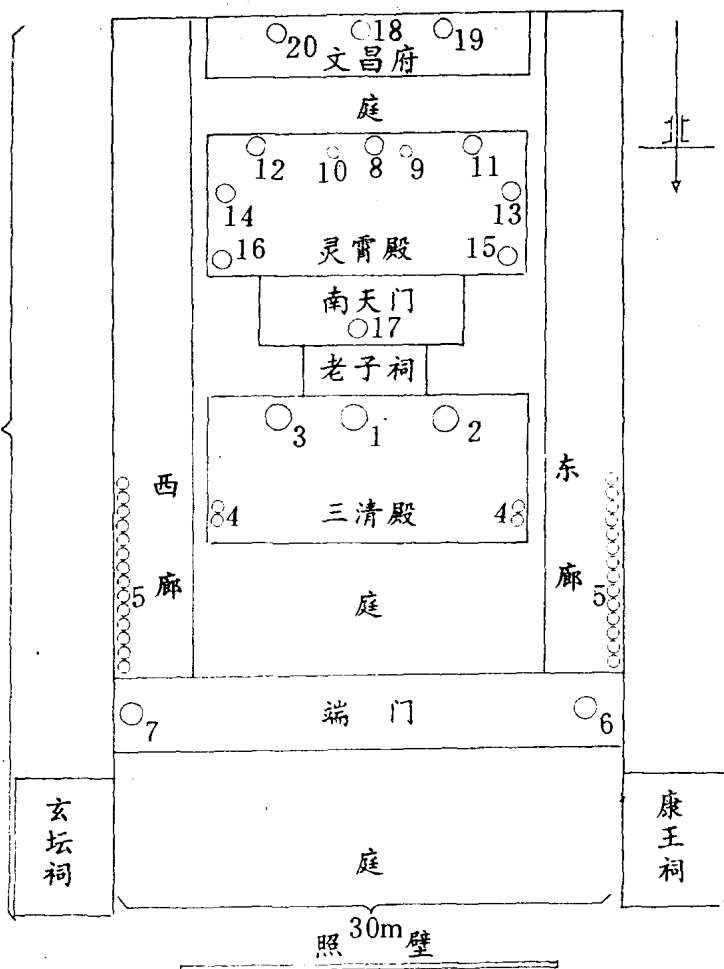 20 18 19
文昌府
庭
北
12 10 8 9 11
14 13
16 灵霄殿 15
南天门
17
老子祠
3 1 2
西廊
东廊
4 三清殿 4
5 5
庭
7 端门 6
玄坛祠
康王祠
庭
30m
照壁